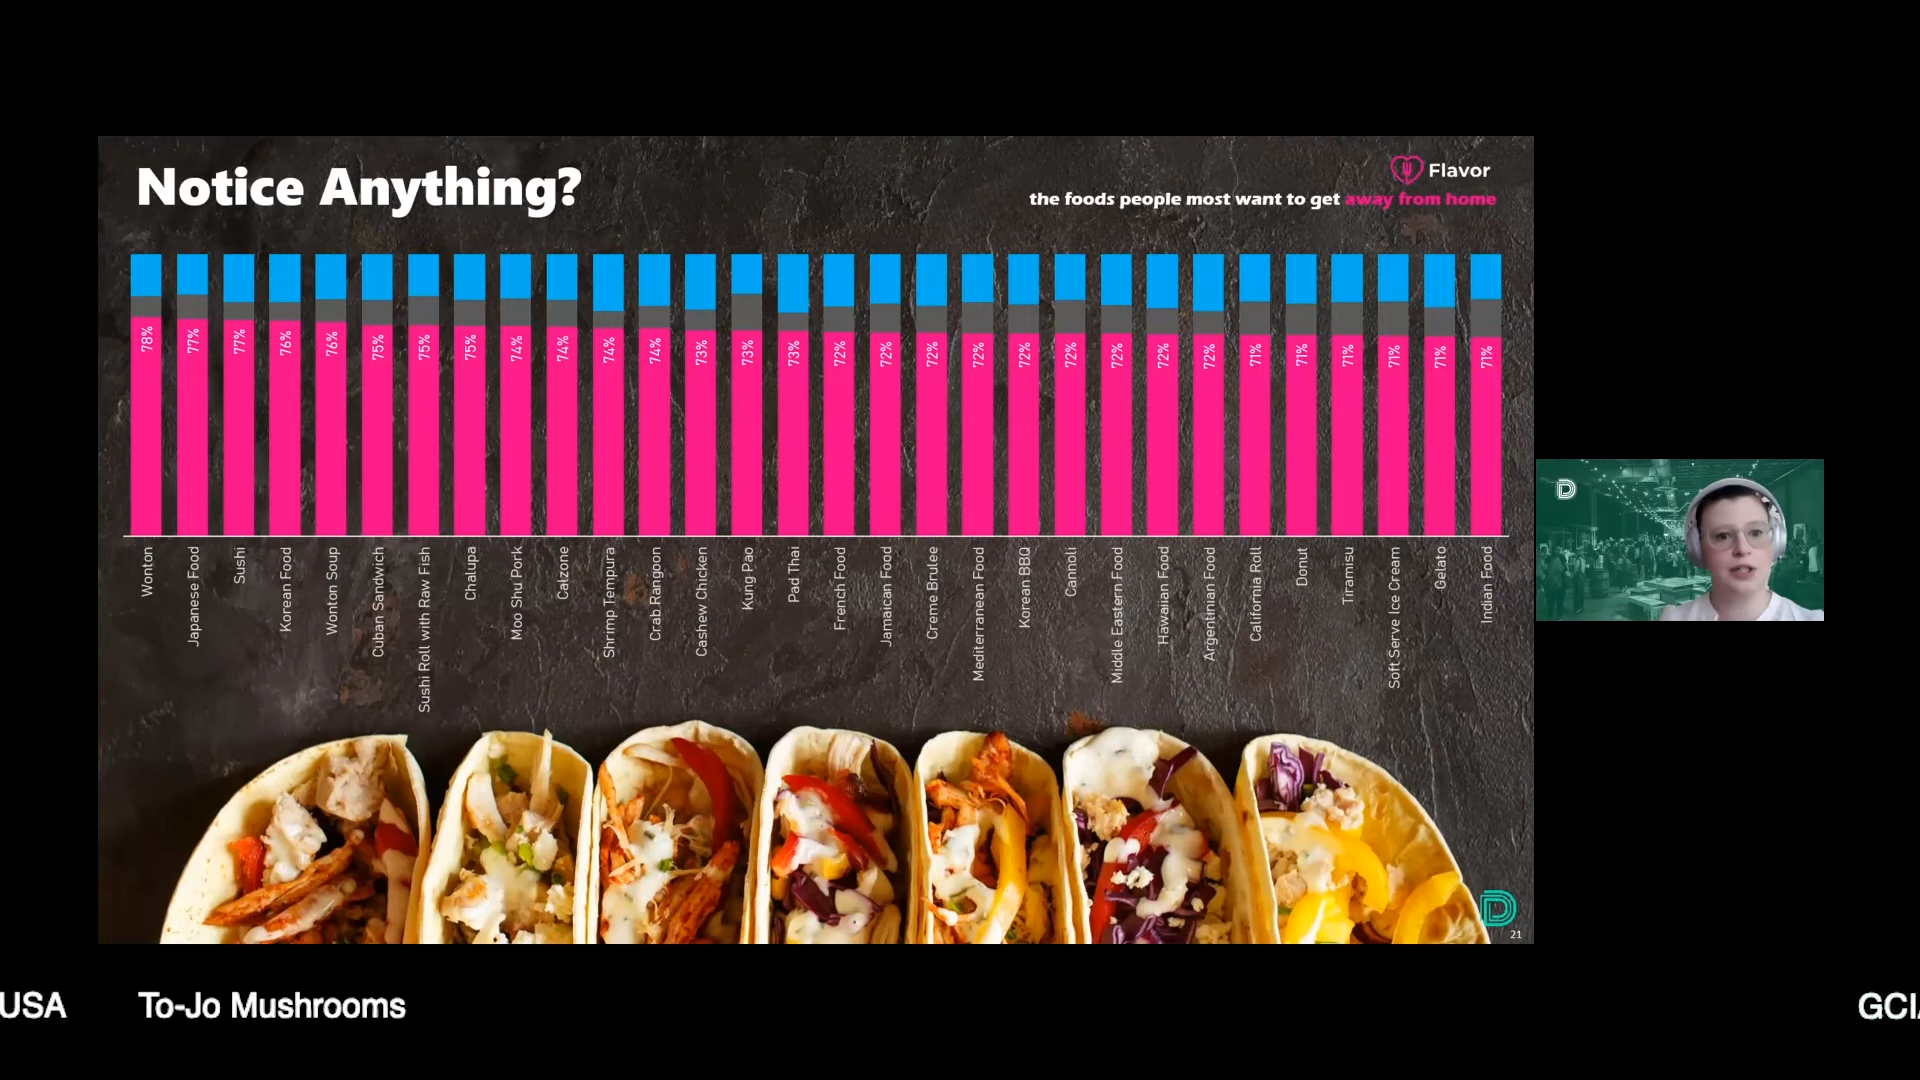 Notice Anything?
Flavor
the foods people most want to get away from home
78%
77%
77%
76%
76%
75%
75%
75%
74%
74%
74%
74%
73%
73%
73%
72%
72%
72%
72%
72%
72%
72%
72%
72%
71%
71%
71%
71%
71%
71%
Wonton
Japanese Food
Sushi
Korean Food
Wonton Soup
Cuban Sandwich
Sushi Roll with Raw Fish
Chalupa
Moo Shu Pork
Calzone
Shrimp Tempura
Crab Rangoon
Cashew Chicken
Kung Pao
Pad Thai
French Food
Jamaican Food
Creme Brulee
Mediterranean Food
Korean BBQ
Cannoli
Middle Eastern Food
Hawaiian Food
Argentinian Food
California Roll
Donut
Tiramisu
Soft Serve Ice Cream
Gelato
Indian Food
D
D
21
USA
To-Jo Mushrooms